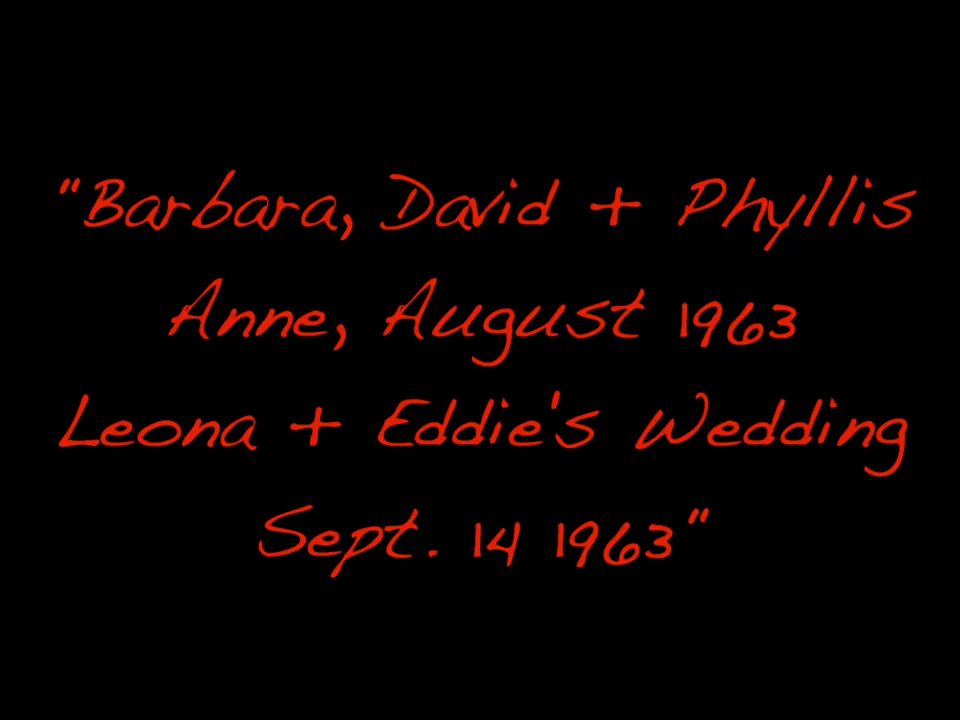 "Barbara, David + Phyllis
Anne, August 1963
Leona + Eddie's Wedding
Sept. 14 1963"